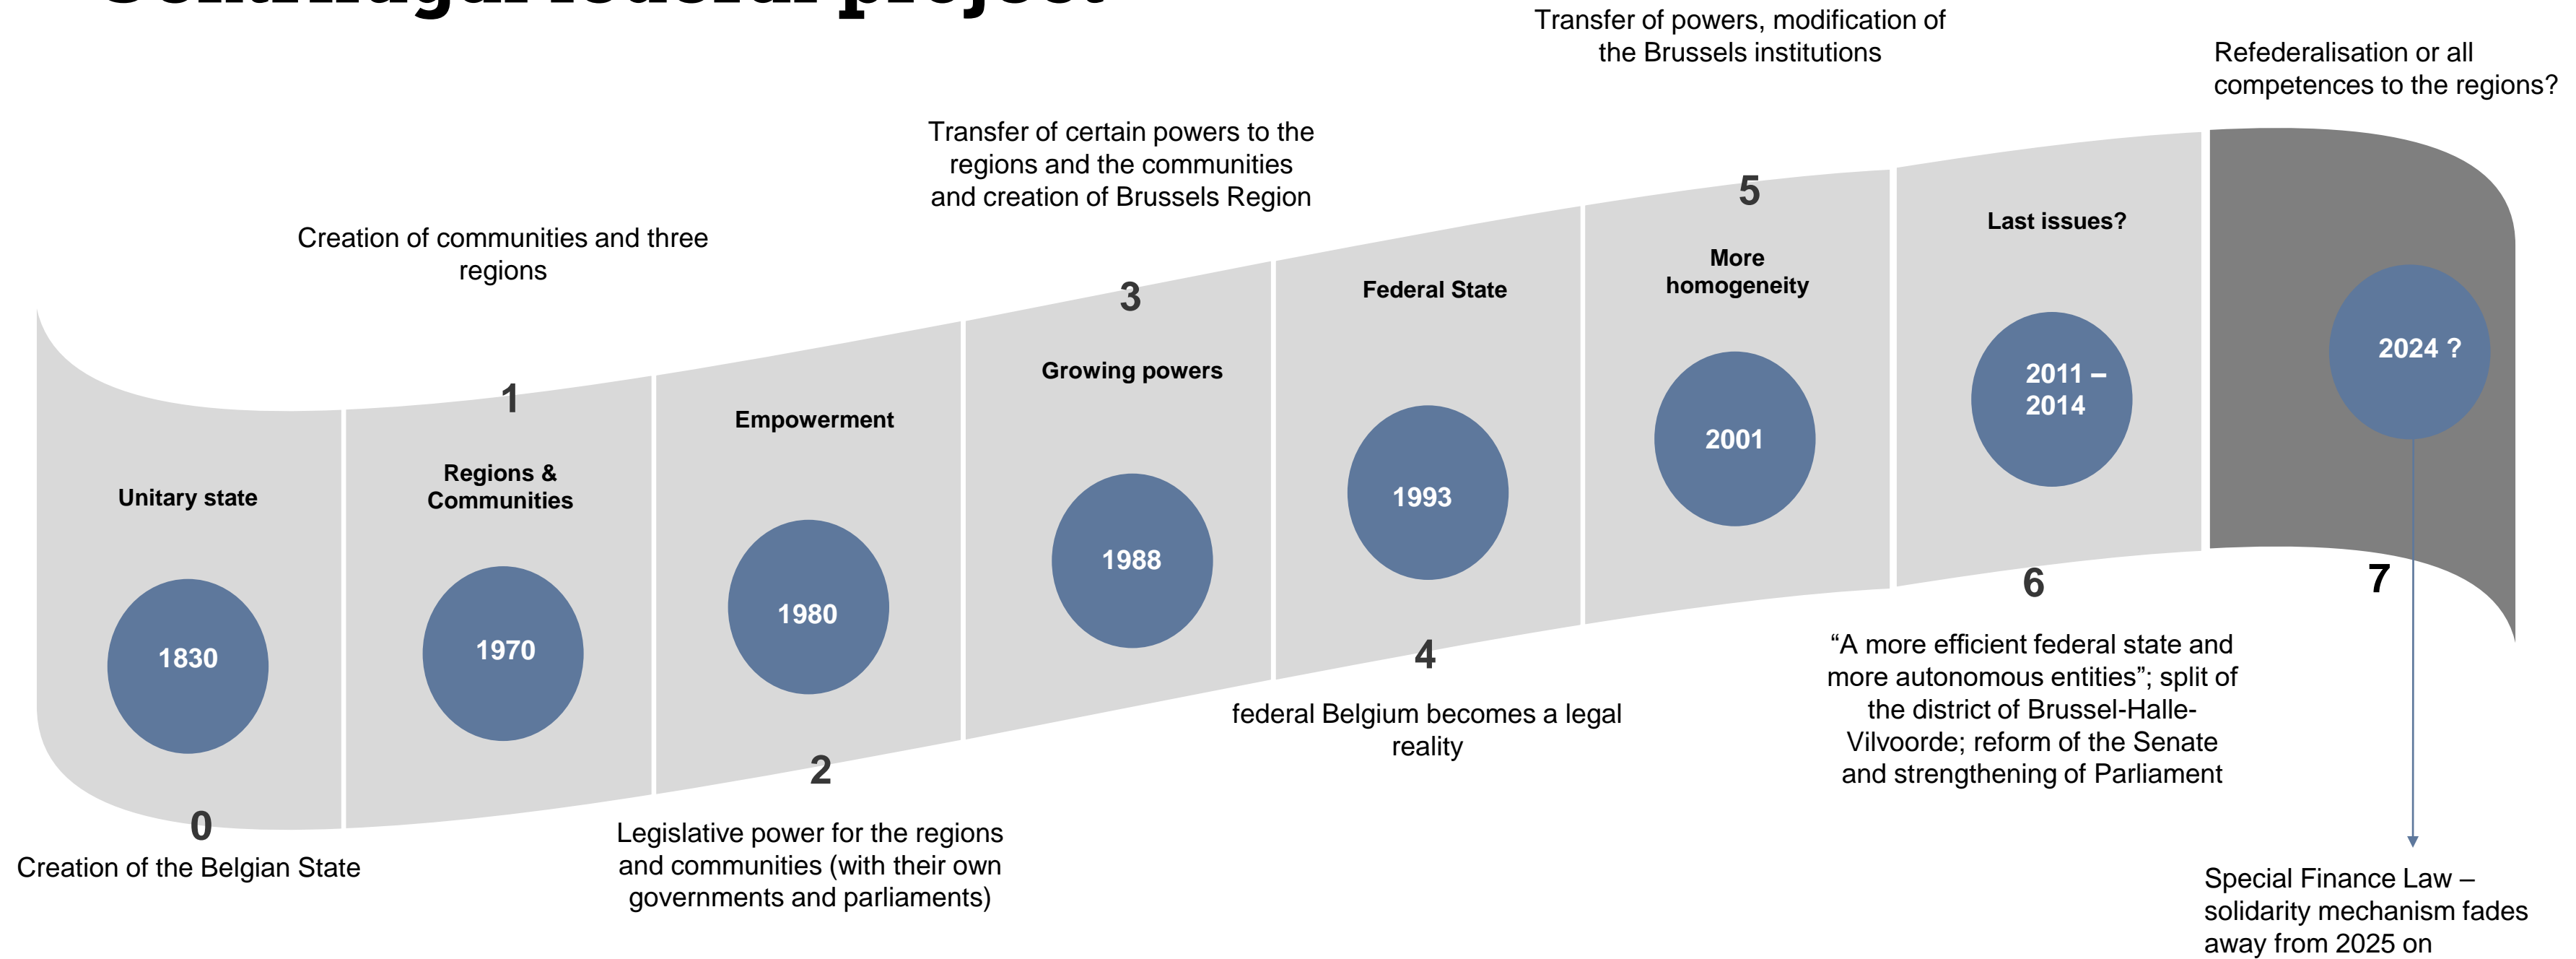 federal project
Transfer of powers, modification of
the Brussels institutions
Refederalisation or all
competences to the regions?
Transfer of certain powers to the
regions and the communities
and creation of Brussels Region
Creation of communities and three
regions
0
Unitary state
1830
Creation of the Belgian State
1
Regions &
Communities
1970
Empowerment
1980
2
Legislative power for the regions
and communities (with their own
governments and parliaments)
3
Growing powers
1988
Federal State
1993
4
federal Belgium becomes a legal
reality
5
More
homogeneity
2001
Last issues?
2011 –
2014
6
“A more efficient federal state and
more autonomous entities”; split of
the district of Brussel-Halle-
Vilvoorde; reform of the Senate
and strengthening of Parliament
2024 ?
7
Special Finance Law –
solidarity mechanism fades
away from 2025 on